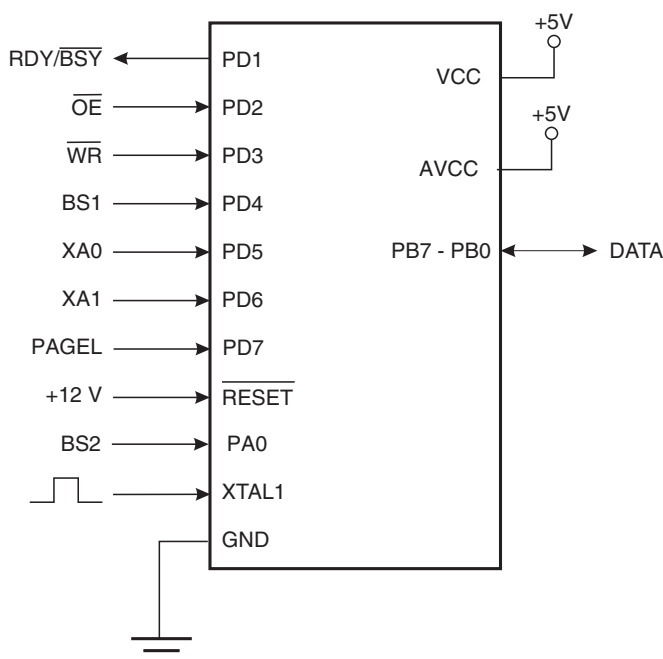 +5V
RDY/BSY PD1
VCC
OE PD2
+5V
WR PD3
AVCC
BS1 PD4
XA0 PD5 PB7 - PB0 DATA
XA1 PD6
PAGEL PD7
+12 V RESET
BS2 PA0
XTAL1
GND